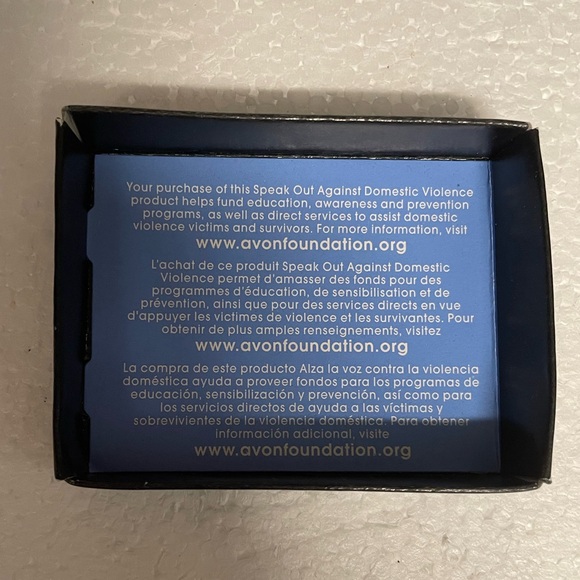 Your purchase of this Speak Out Against Domestic Violence
product helps fund education, awareness and prevention
programs, as well as direct services to assist domestic
violence victims and survivors. For more information, visit
www.avonfoundation.org
L'achat de ce produit Speak Out Against Domestic
Violence permet d'amasser des fonds pour des
programmes d'éducation, de sensibilisation et de
prévention, ainsi que pour des services directs en vue
d'appuyer les victimes de violence et les survivantes. Pour
obtenir de plus amples renseignements, visitez
www.avonfoundation.org
La compra de este producto Alza la voz contra la violencia
doméstica ayuda a proveer fondos para los programas de
educación, sensibilización y prevención, así como para
los servicios directos de ayuda a las víctimas y
sobrevivientes de la violencia doméstica. Para obtener
información adicional, visite
www.avonfoundation.org